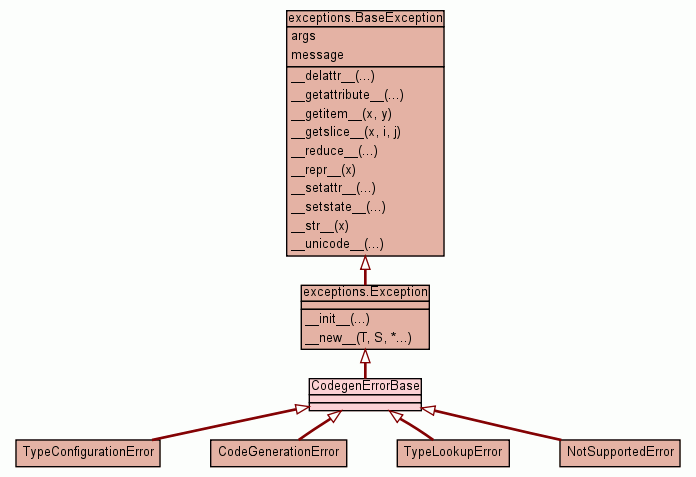 exceptions.BaseException
args
message
__delattr__(...)
__getattribute__(...)
__getitem__(x, y)
__getslice__(x, i, j)
__reduce__(...)
__repr__(x)
__setattr__(...)
__setstate__(...)
__str__(x)
__unicode__(...)
exceptions.Exception
__init__(...)
__new__(T, S, *...)
CodegenErrorBase
TypeConfigurationError
CodeGenerationError
TypeLookupError
NotSupportedError